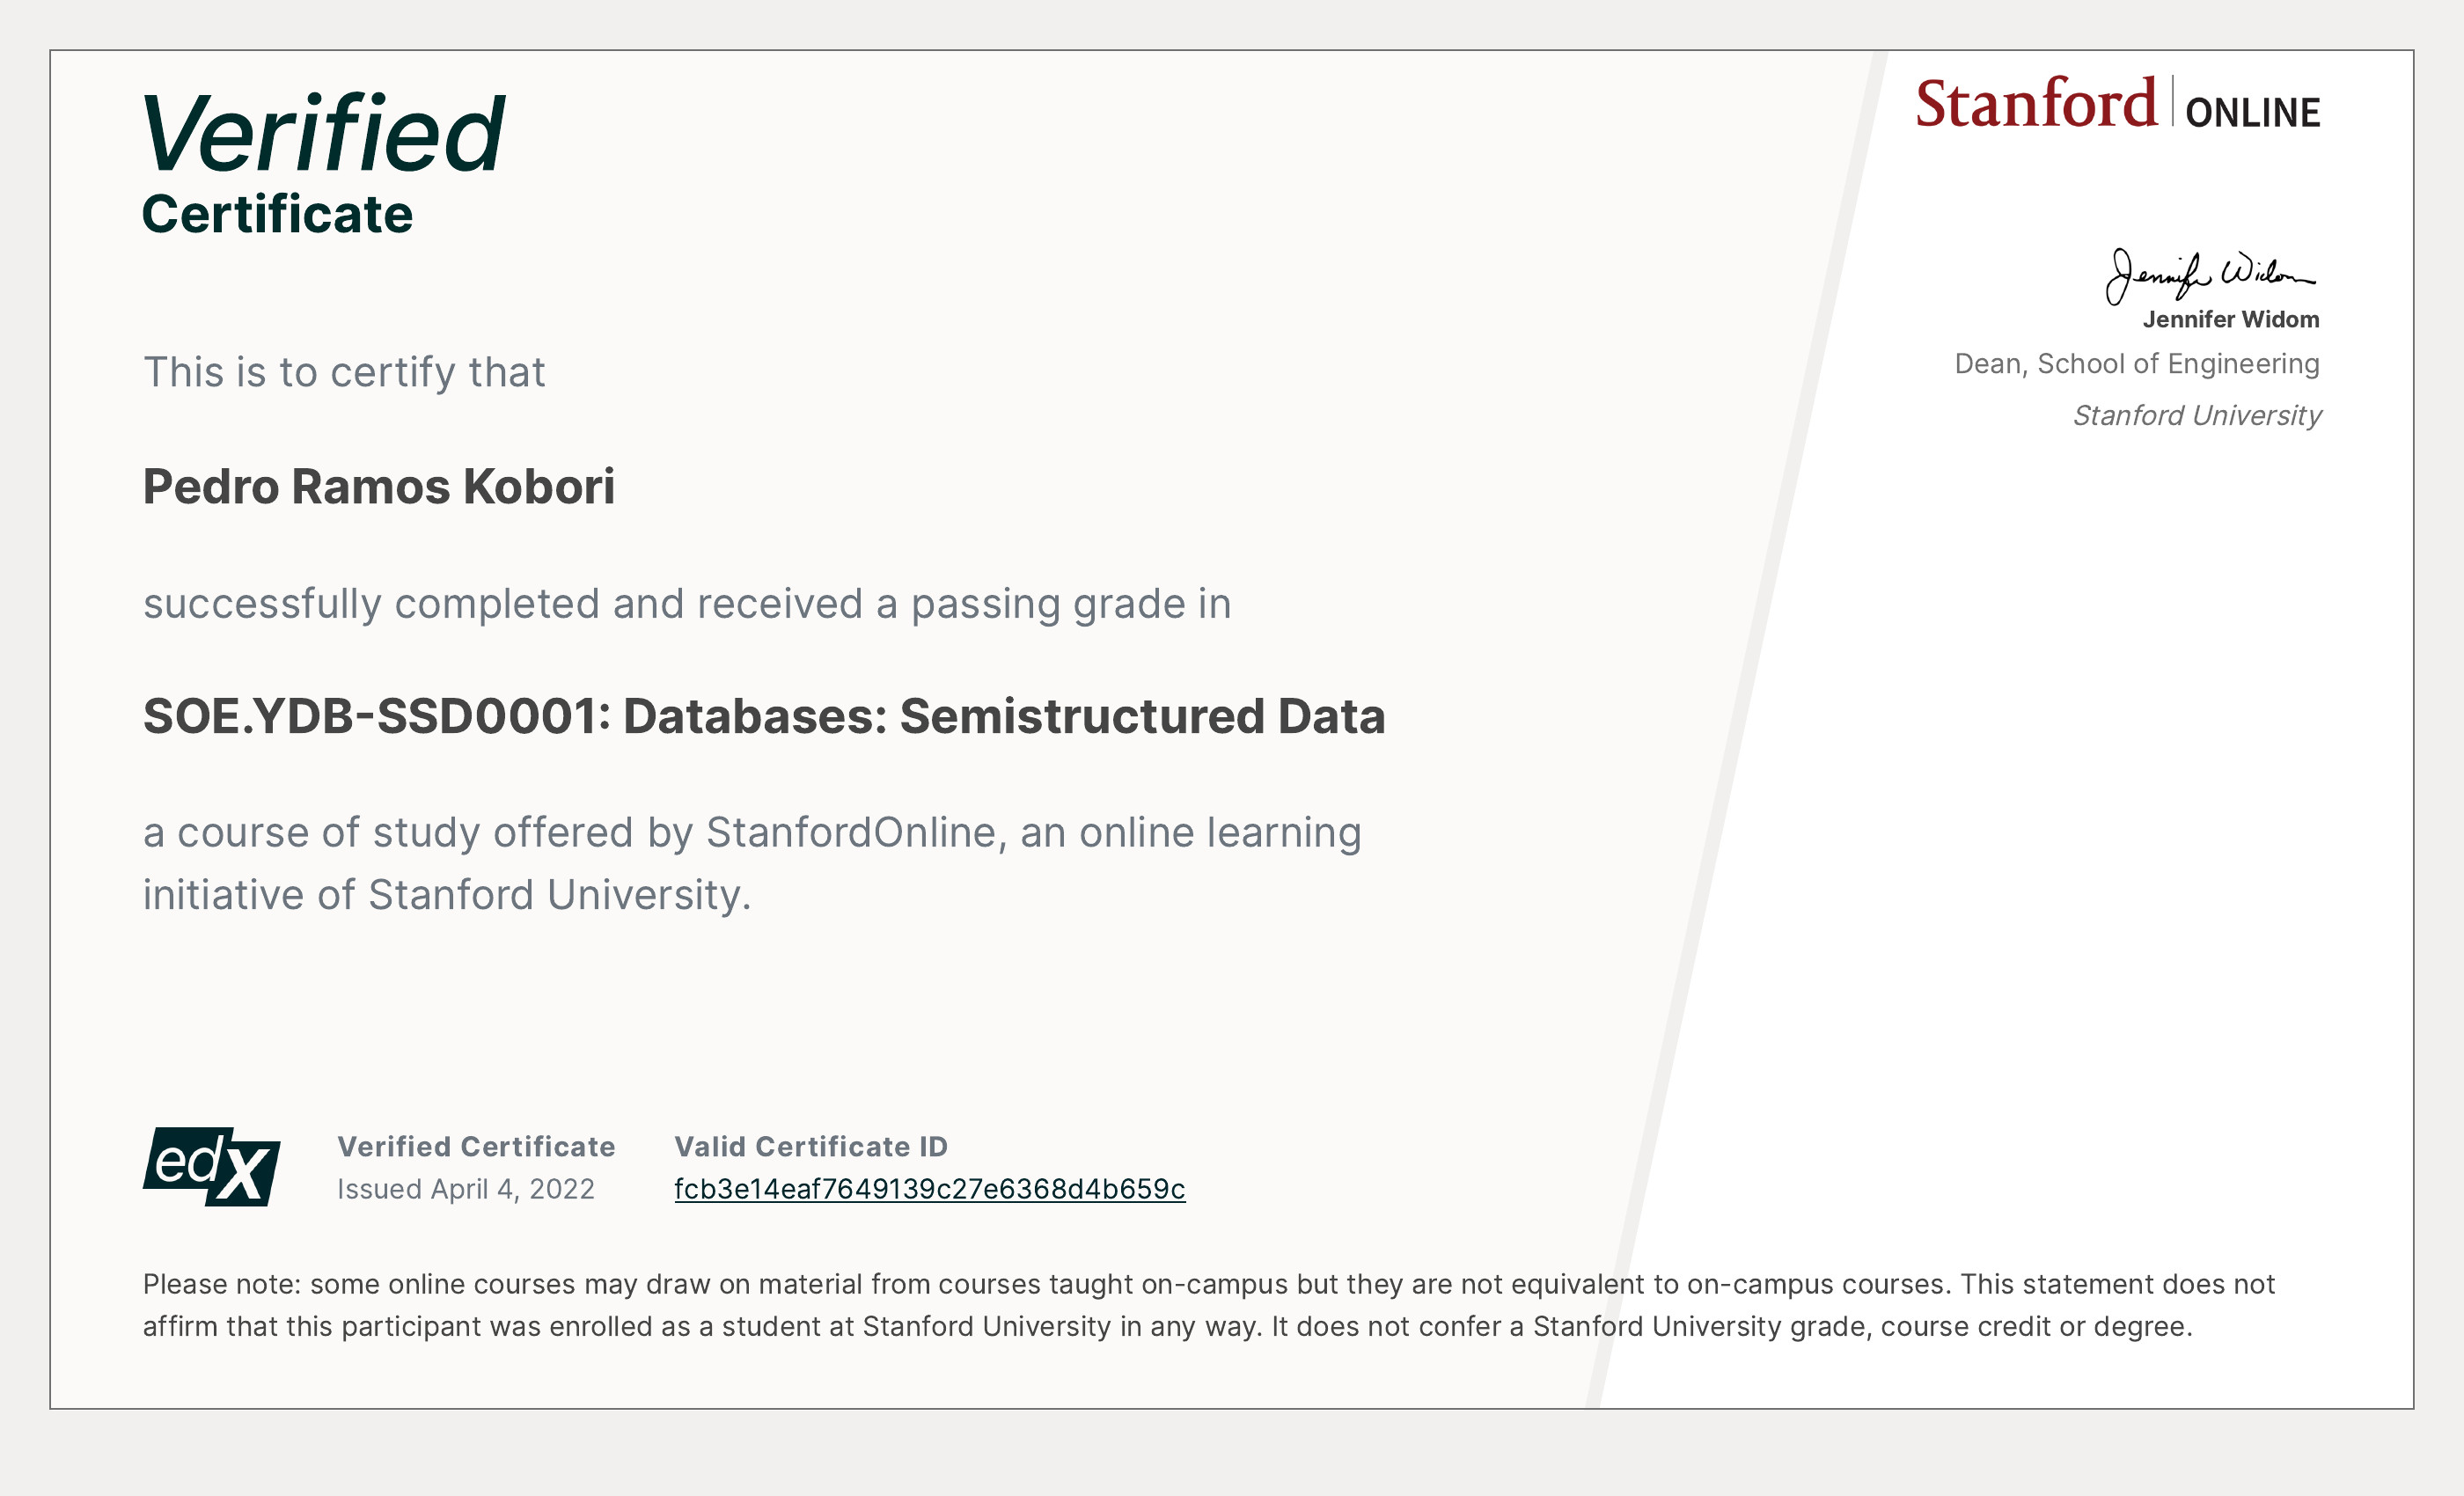 Verified
Certificate
Stanford | ONLINE
Jennifer Widom
Jennifer Widom
Dean, School of Engineering
Stanford University
This is to certify that
Pedro Ramos Kobori
successfully completed and received a passing grade in
SOE.YDB-SSD0001: Databases: Semistructured Data
a course of study offered by StanfordOnline, an online learning
initiative of Stanford University.
edX
Verified Certificate
Issued April 4, 2022
Valid Certificate ID
fcb3e14eaf7649139c27e6368d4b659c
Please note: some online courses may draw on material from courses taught on-campus but they are not equivalent to on-campus courses. This statement does not
affirm that this participant was enrolled as a student at Stanford University in any way. It does not confer a Stanford University grade, course credit or degree.